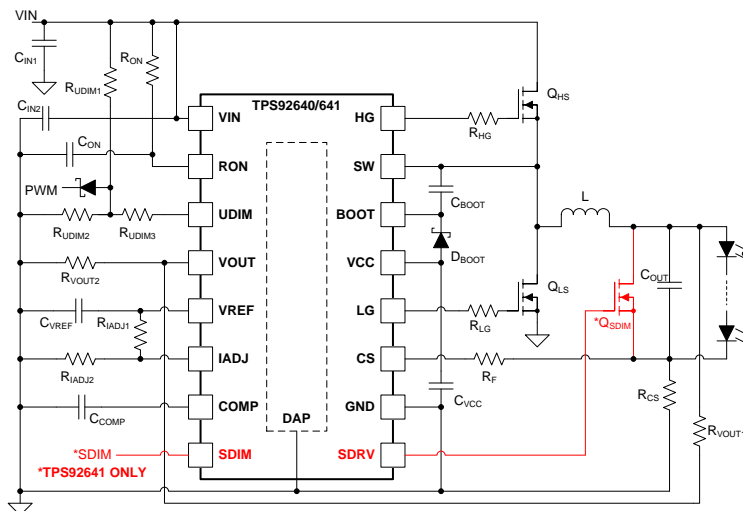 VIN
CIN1
RON
RUDIM1
CIN2
CON
PWM
RUDIM2
RUDIM3
RVOUT2
CVREF
RIADJ1
RIADJ2
CCOMP
*SDIM
*TPS92641 ONLY
TPS92640/641
VIN
HG
RON
SW
UDIM
BOOT
VOUT
VCC
VREF
LG
IADJ
CS
COMP
GND
DAP
SDIM
SDRV
RHG
QHS
CBOOT
DBOOT
L
QLS
RLG
*QSDIM
COUT
RF
CVCC
RCS
RVOUT1